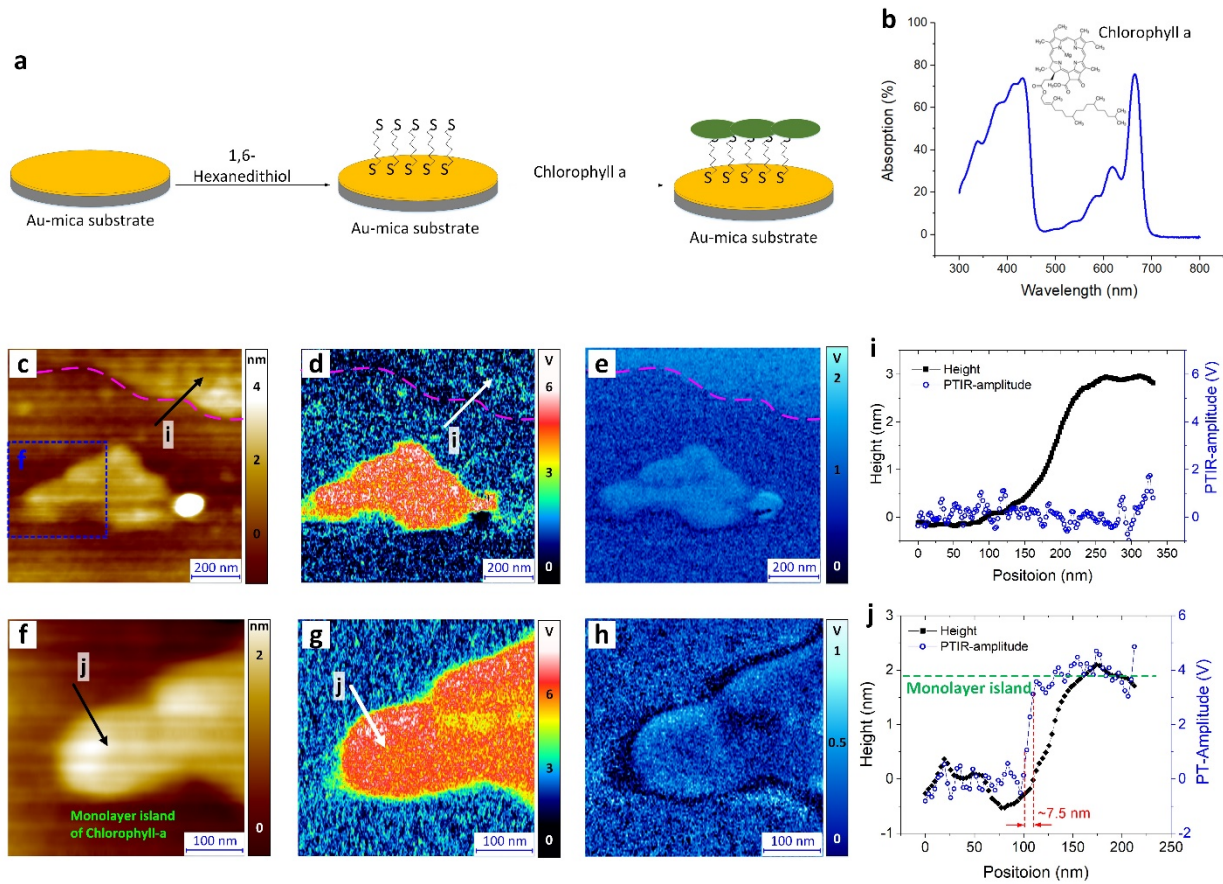 a
Au-mica substrate
1,6-
Hexanedithiol
S S S S S
S S S S S
Au-mica substrate
Chlorophyll a
S S S S S
S S S S S
Au-mica substrate
b
Chlorophyll a
Absorption (%)
100
80
60
40
20
0
300 400 500 600 700 800
Wavelength (nm)
c
i
f
200 nm
nm
4
2
0
d
i
200 nm
V
6
3
0
e
200 nm
V
2
1
0
i
Height
PTIR-amplitude
Height (nm)
3
2
1
0
PTIR-amplitude (V)
6
4
2
0
0 50 100 150 200 250 300 350
Positoion (nm)
f
j
Monolayer island
of Chlorophyll-a
100 nm
nm
2
0
g
j
100 nm
V
6
3
0
h
100 nm
V
1
0.5
0
j
Height
PTIR-amplitude
Monolayer island
~7.5 nm
Height (nm)
3
2
1
0
-1
PT-Amplitude (V)
6
4
2
0
-2
0 50 100 150 200 250
Positoion (nm)